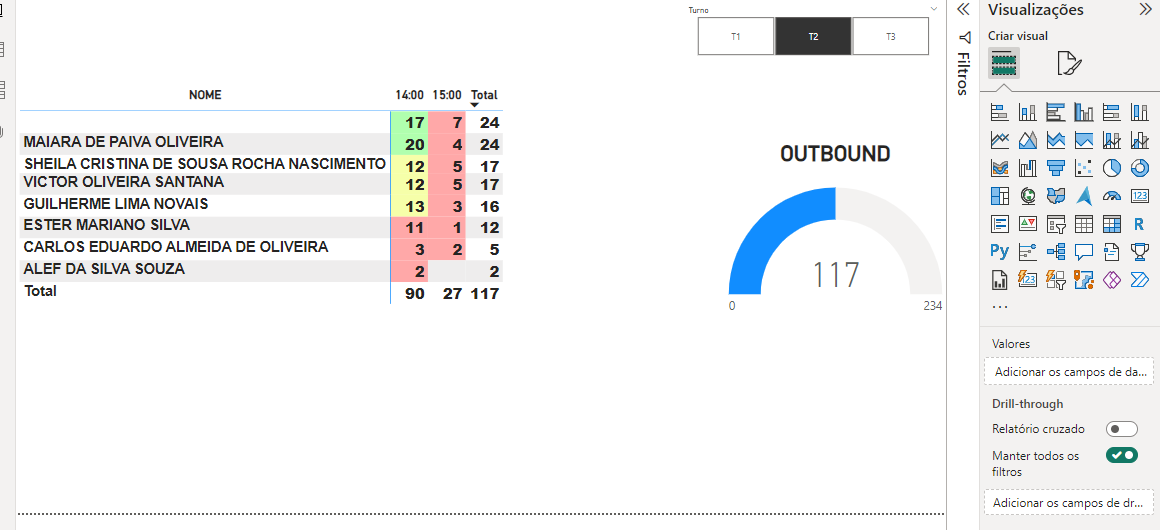 Turno
T1 T2 T3
NOME 14:00 15:00 Total
17 7 24
MAIARA DE PAIVA OLIVEIRA 20 4 24
SHEILA CRISTINA DE SOUSA ROCHA NASCIMENTO 12 5 17
VICTOR OLIVEIRA SANTANA 12 5 17
GUILHERME LIMA NOVAIS 13 3 16
ESTER MARIANO SILVA 11 1 12
CARLOS EDUARDO ALMEIDA DE OLIVEIRA 3 2 5
ALEF DA SILVA SOUZA 2 2
Total 90 27 117
OUTBOUND
117
0 234
Filtros
Visualizações
Criar visual
123
R
Py
123
...
Valores
Adicionar os campos de da...
Drill-through
Relatório cruzado
Manter todos os
filtros
Adicionar os campos de dr...